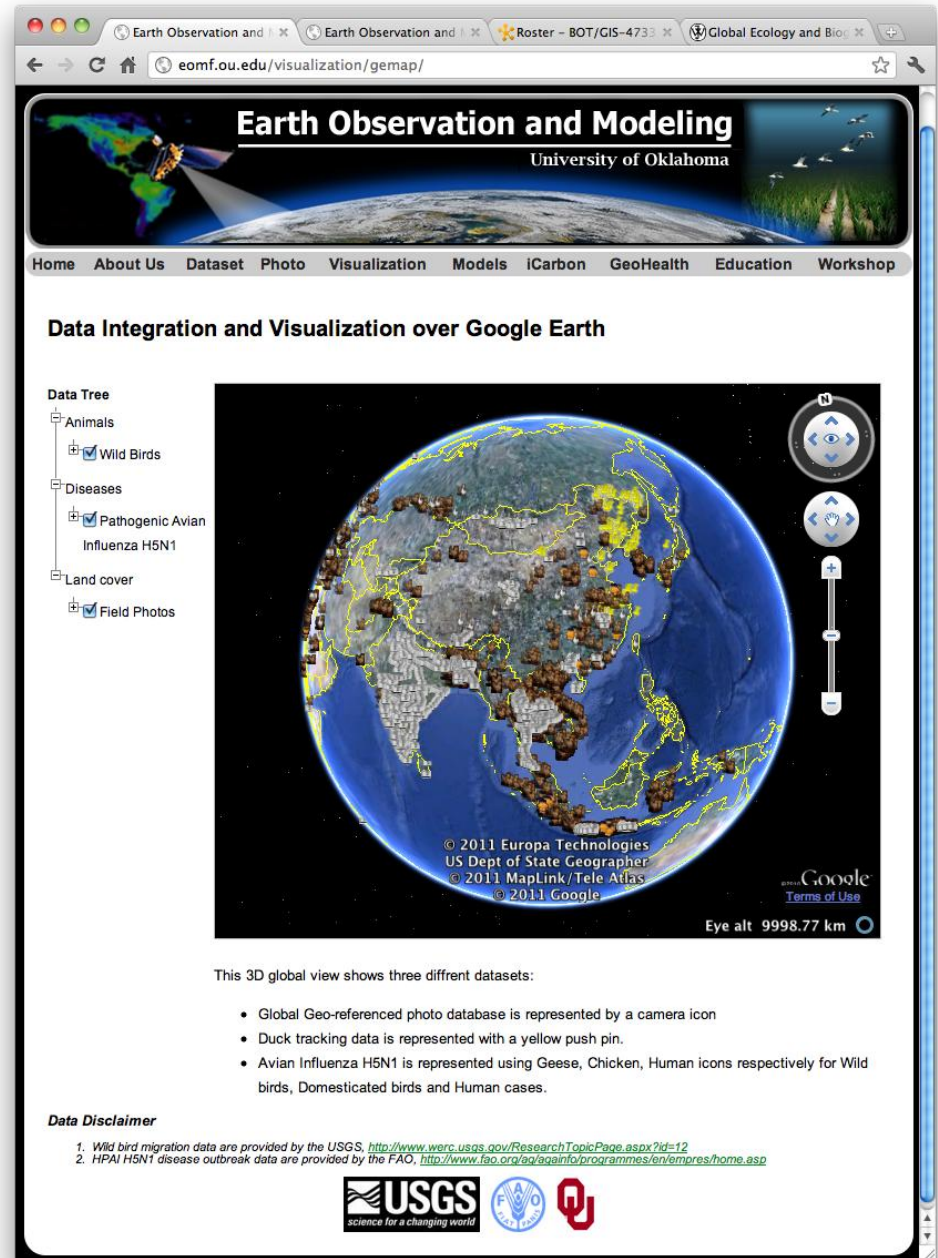 Earth Observation and
Earth Observation and
Roster – BOT/GIS-4733
Global Ecology and Biog
eomf.ou.edu/visualization/gemap/
Earth Observation and Modeling
University of Oklahoma
Home About Us Dataset Photo Visualization Models iCarbon GeoHealth Education Workshop
Data Integration and Visualization over Google Earth
Data Tree
Animals
Wild Birds
Diseases
Pathogenic Avian
Influenza H5N1
Land cover
Field Photos
N
© 2011 Europa Technologies
US Dept of State Geographer
© 2011 MapLink/Tele Atlas
© 2011 Google
Google
Terms of Use
Eye alt 9998.77 km
This 3D global view shows three diffrent datasets:
• Global Geo-referenced photo database is represented by a camera icon
• Duck tracking data is represented with a yellow push pin.
• Avian Influenza H5N1 is represented using Geese, Chicken, Human icons respectively for Wild
birds, Domesticated birds and Human cases.
Data Disclaimer
1. Wild bird migration data are provided by the USGS, http://www.werc.usgs.gov/ResearchTopicPage.aspx?id=12
2. HPAI H5N1 disease outbreak data are provided by the FAO, http://www.fao.org/ag/againfo/programmes/en/empres/home.asp
USGS
science for a changing world
F A O
FIAT PANIS
OU